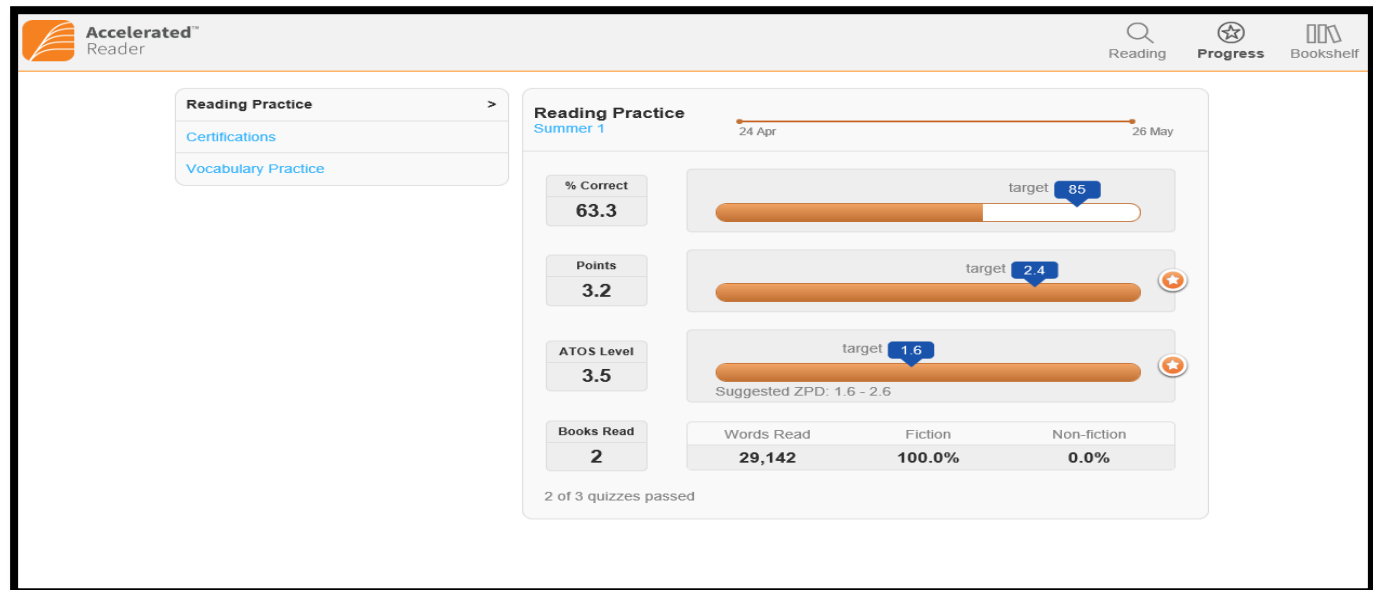 Accelerated™
Reader
Reading
Progress
Bookshelf
Reading Practice >
Certifications
Vocabulary Practice
Reading Practice
Summer 1
24 Apr
26 May
% Correct
63.3
target 85
Points
3.2
target 2.4
ATOS Level
3.5
target 1.6
Suggested ZPD: 1.6 - 2.6
Books Read
2
Words Read Fiction Non-fiction
29,142 100.0% 0.0%
2 of 3 quizzes passed